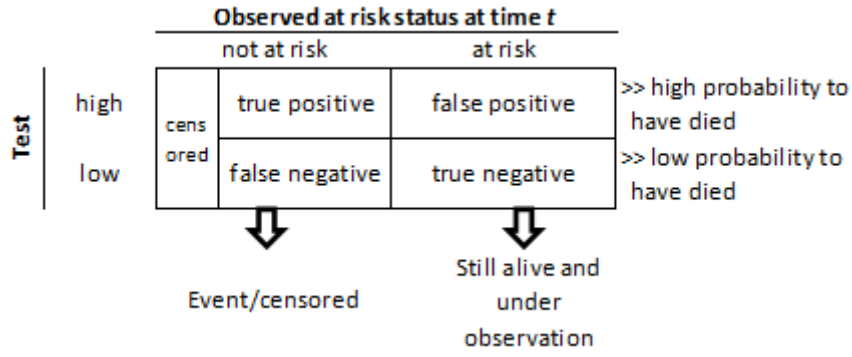 Observed at risk status at time t
not at risk
at risk
Test
high
low
cens
ored
true positive
false positive
>> high probability to
have died
false negative
true negative
>> low probability to
have died
Event/censored
Still alive and
under
observation